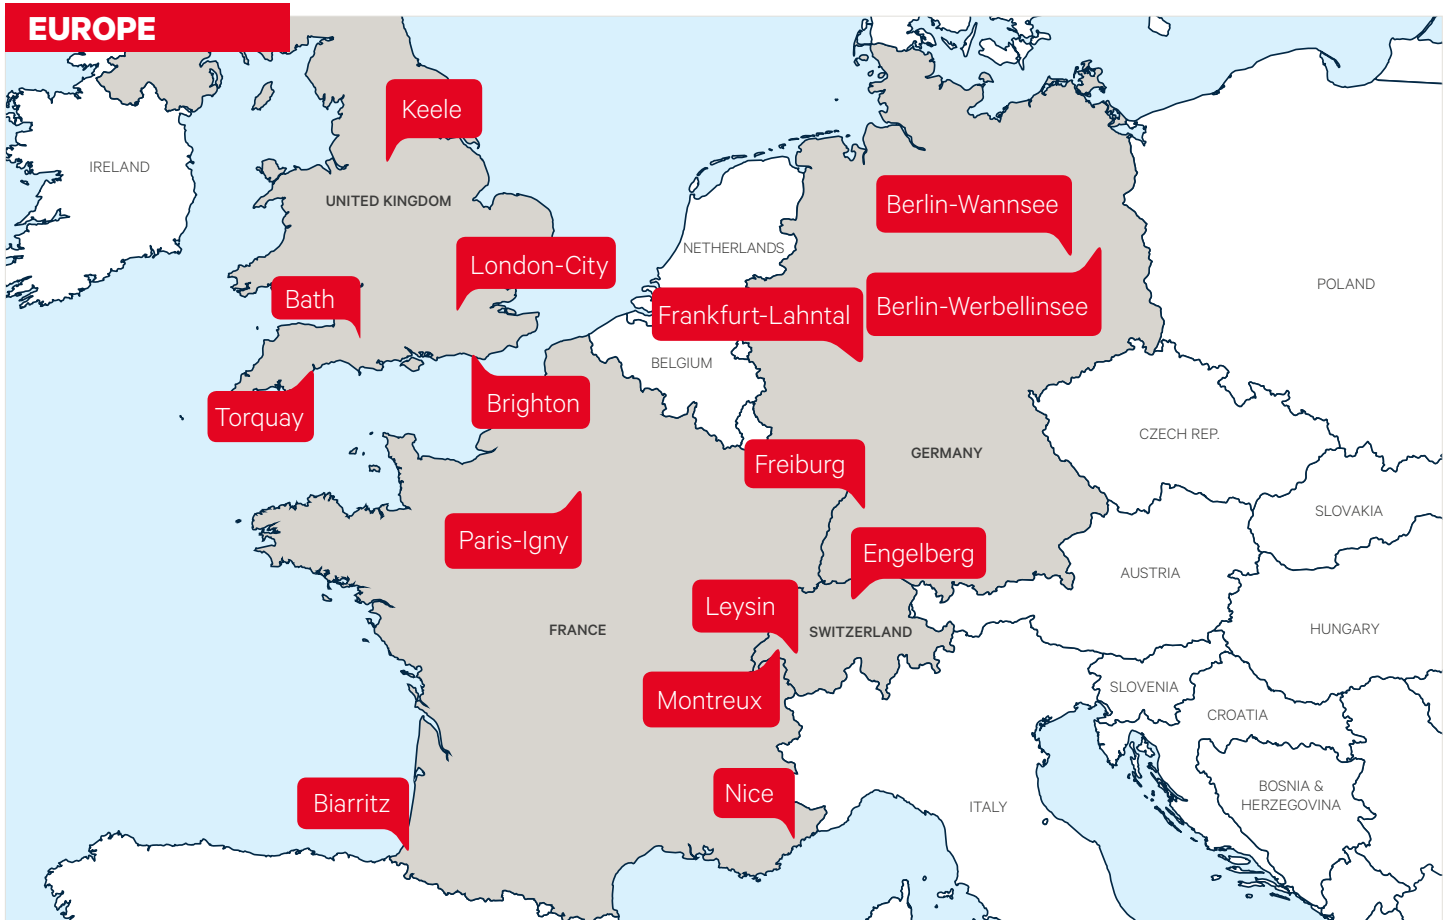 EUROPE
Keele
IRELAND
UNITED KINGDOM
Berlin-Wannsee
NETHERLANDS
London-City
POLAND
Bath
Berlin-Werbellinsee
Frankfurt-Lahntal
BELGIUM
Brighton
Torquay
CZECH REP.
GERMANY
Freiburg
SLOVAKIA
Paris-Igny
Engelberg
AUSTRIA
Leysin
FRANCE
SWITZERLAND
HUNGARY
SLOVENIA
Montreux
CROATIA
BOSNIA &
HERZEGOVINA
Nice
Biarritz
ITALY